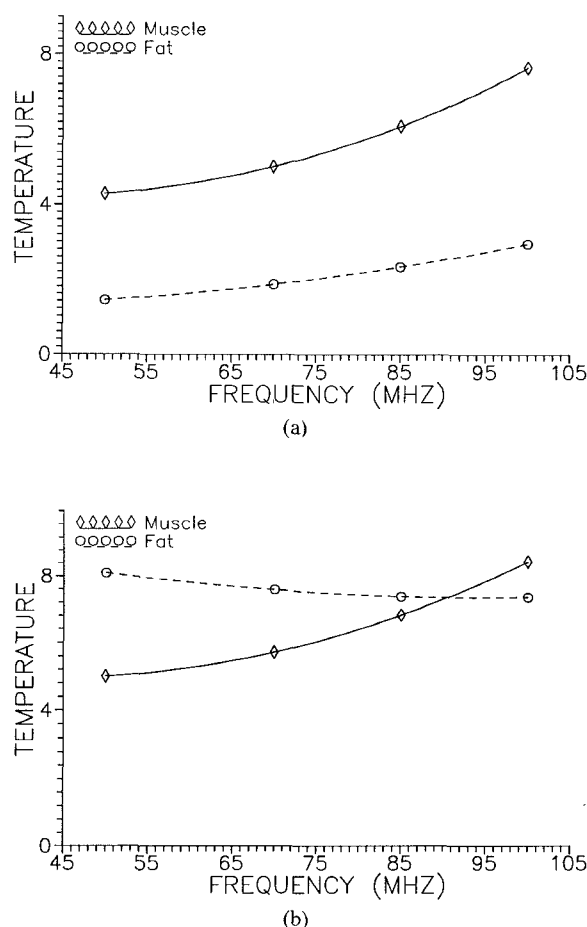 Muscle
Fat
TEMPERATURE
8
4
0
45 55 65 75 85 95 105
FREQUENCY (MHZ)
(a)
Muscle
Fat
TEMPERATURE
8
4
0
45 55 65 75 85 95 105
FREQUENCY (MHZ)
(b)